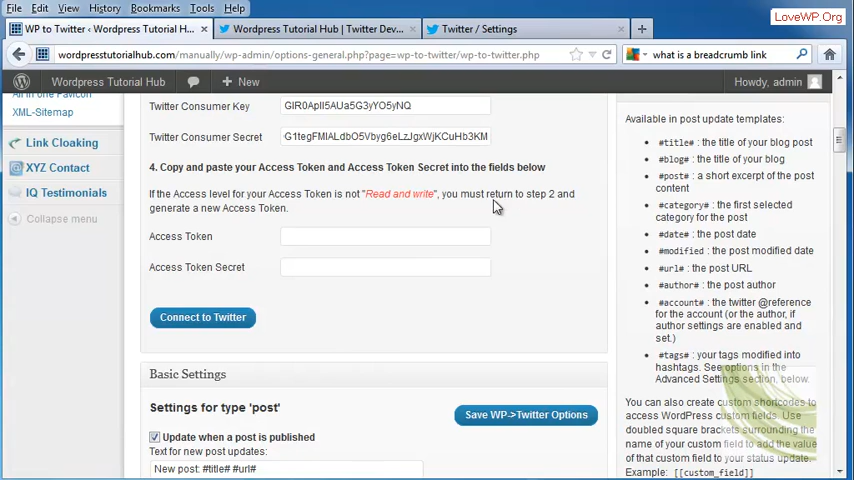 LoveWP.Org
File Edit View History Bookmarks Tools Help
WP to Twitter ‹ Wordpress Tutorial H... ×
Wordpress Tutorial Hub | Twitter Dev... ×
Twitter / Settings ×
wordpresstutorialhub.com/manually/wp-admin/options-general.php?page=wp-to-twitter/wp-to-twitter.php
what is a breadcrumb link
Wordpress Tutorial Hub + New Howdy, admin
All in one Favicon
XML-Sitemap
Link Cloaking
XYZ Contact
IQ Testimonials
Collapse menu
Twitter Consumer Key
Twitter Consumer Secret
4. Copy and paste your Access Token and Access Token Secret into the fields below
If the Access level for your Access Token is not "Read and write", you must return to step 2 and
generate a new Access Token.
Access Token
Access Token Secret
Connect to Twitter
Basic Settings
Settings for type 'post'
Save WP->Twitter Options
Update when a post is published
Text for new post updates:
New post: #title# #url#
Available in post update templates:
#title# : the title of your blog post
#blog# : the title of your blog
#post# : a short excerpt of the post
content
#category# : the first selected
category for the post
#date# : the post date
#modified# : the post modified date
#url# : the post URL
#author# : the post author
#account# : the twitter @reference
for the account (or the author, if
author settings are enabled and
set.)
#tags# : your tags modified into
hashtags. See options in the
Advanced Settings section, below.
You can also create custom shortcodes to
access WordPress custom fields. Use
doubled square brackets surrounding the
name of your custom field to add the value
of that custom field to your status update.
Example: [[custom_field]]